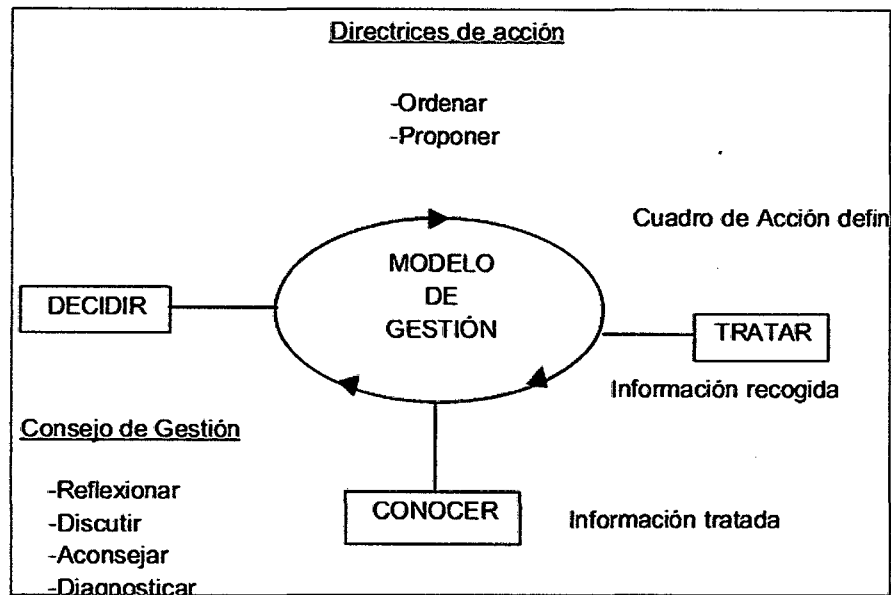 Directrices de acción
-Ordenar
-Proponer
Cuadro de Acción defin
MODELO
DE
GESTIÓN
DECIDIR
TRATAR
Información recogida
Consejo de Gestión
-Reflexionar
-Discutir
-Aconsejar
-Diagnosticar
CONOCER
Información tratada